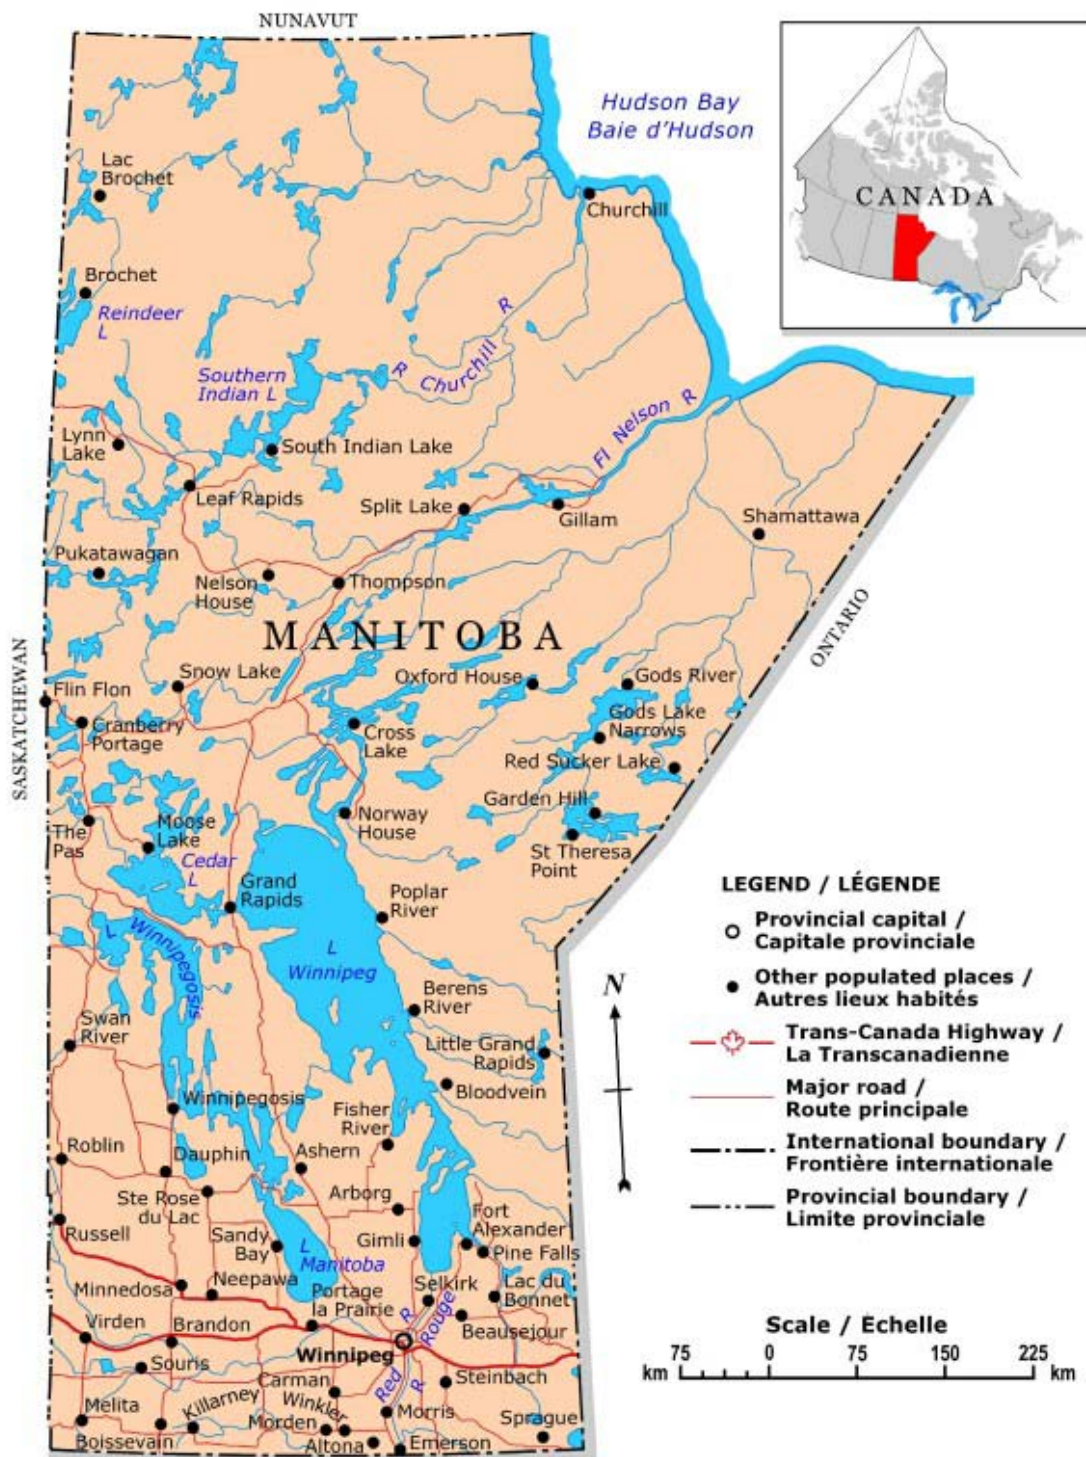 NUNAVUT
Hudson Bay
Baie d'Hudson
CANADA
Lac
Brochet
Churchill
Brochet
Reindeer
L
Southern
Indian L
R Churchill R
Fl Nelson R
Lynn
Lake
South Indian Lake
Leaf Rapids
Split Lake
Gillam
Shamattawa
Pukatawagan
Nelson
House
Thompson
MANITOBA
ONTARIO
SASKATCHEWAN
Snow Lake
Oxford House
Gods River
Flin Flon
Cranberry
Portage
Cross
Lake
Gods Lake
Narrows
Red Sucker Lake
Garden Hill
Norway
House
The
Pas
Moose
Lake
St Theresa
Point
Cedar
L
Grand
Rapids
Poplar
River
L Winnipegosis
L
Winnipeg
Berens
River
Swan
River
Little Grand
Rapids
Bloodvein
Winnipegosis
Fisher
River
Roblin
Dauphin
Ashern
Ste Rose
du Lac
Arborg
Fort
Alexander
Russell
Sandy
Bay
L
Manitoba
Gimli
Pine Falls
Minnedosa
Neepawa
Portage
la Prairie
Selkirk
Lac du
Bonnet
Virden
Brandon
R Rouge
Beausejour
Winnipeg
Souris
Carman
Red R
Steinbach
Melita
Killarney
Winkler
Morden
Morris
Sprague
Boissevain
Altona
Emerson
LEGEND / LÉGENDE
Provincial capital /
Capitale provinciale
Other populated places /
Autres lieux habités
Trans-Canada Highway /
La Transcanadienne
Major road /
Route principale
International boundary /
Frontière internationale
Provincial boundary /
Limite provinciale
N
Scale / Échelle
km 75 0 75 150 225 km